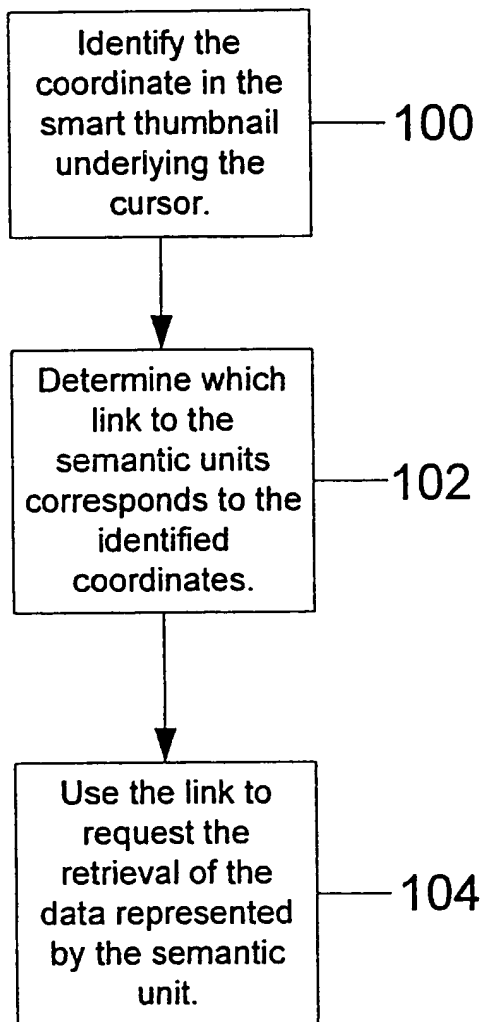 Identify the
coordinate in the
smart thumbnail
underlying the
cursor.
100
Determine which
link to the
semantic units
corresponds to the
identified
coordinates.
102
Use the link to
request the
retrieval of the
data represented
by the semantic
unit.
104